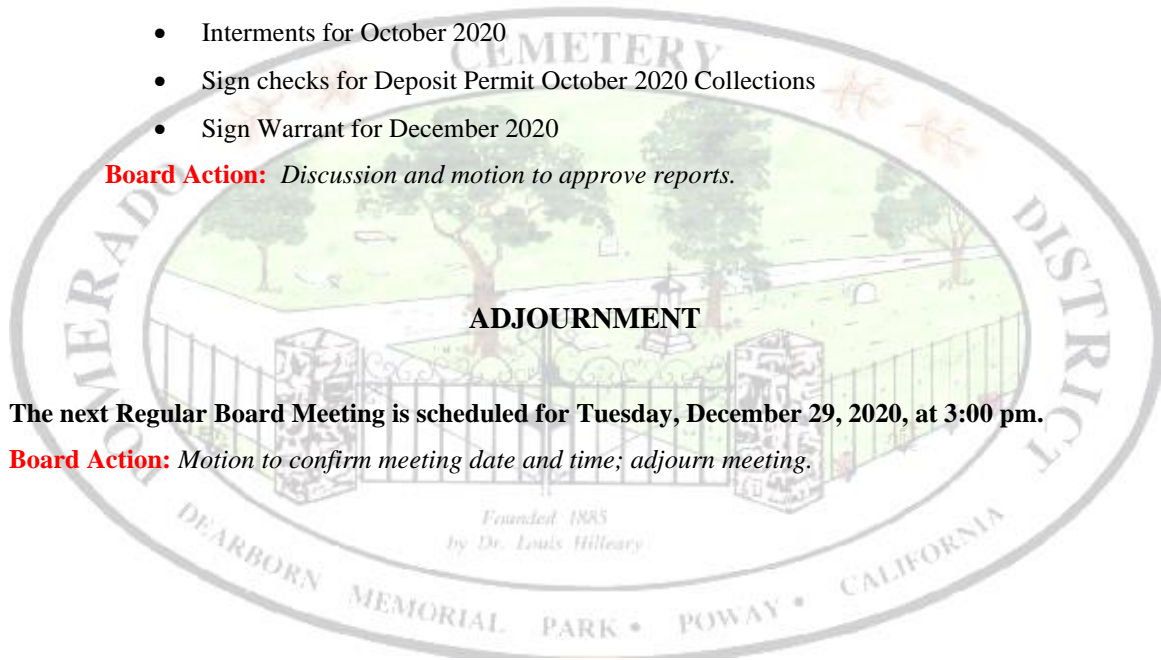 • Interments for October 2020
• Sign checks for Deposit Permit October 2020 Collections
• Sign Warrant for December 2020
Board Action: Discussion and motion to approve reports.
ADJOURNMENT
The next Regular Board Meeting is scheduled for Tuesday, December 29, 2020, at 3:00 pm.
Board Action: Motion to confirm meeting date and time; adjourn meeting.
POMERADO CEMETERY DISTRICT
Founded 1885
by Dr. Louis Hilleary
DEARBORN MEMORIAL PARK • POWAY • CALIFORNIA